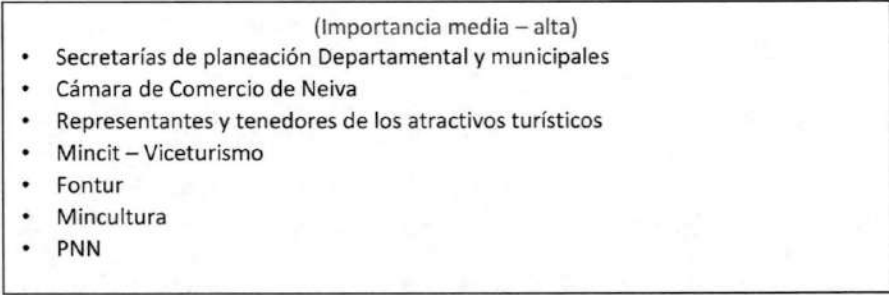 (Importancia media – alta)
• Secretarías de planeación Departamental y municipales
• Cámara de Comercio de Neiva
• Representantes y tenedores de los atractivos turísticos
• Mincit – Viceturismo
• Fontur
• Mincultura
• PNN